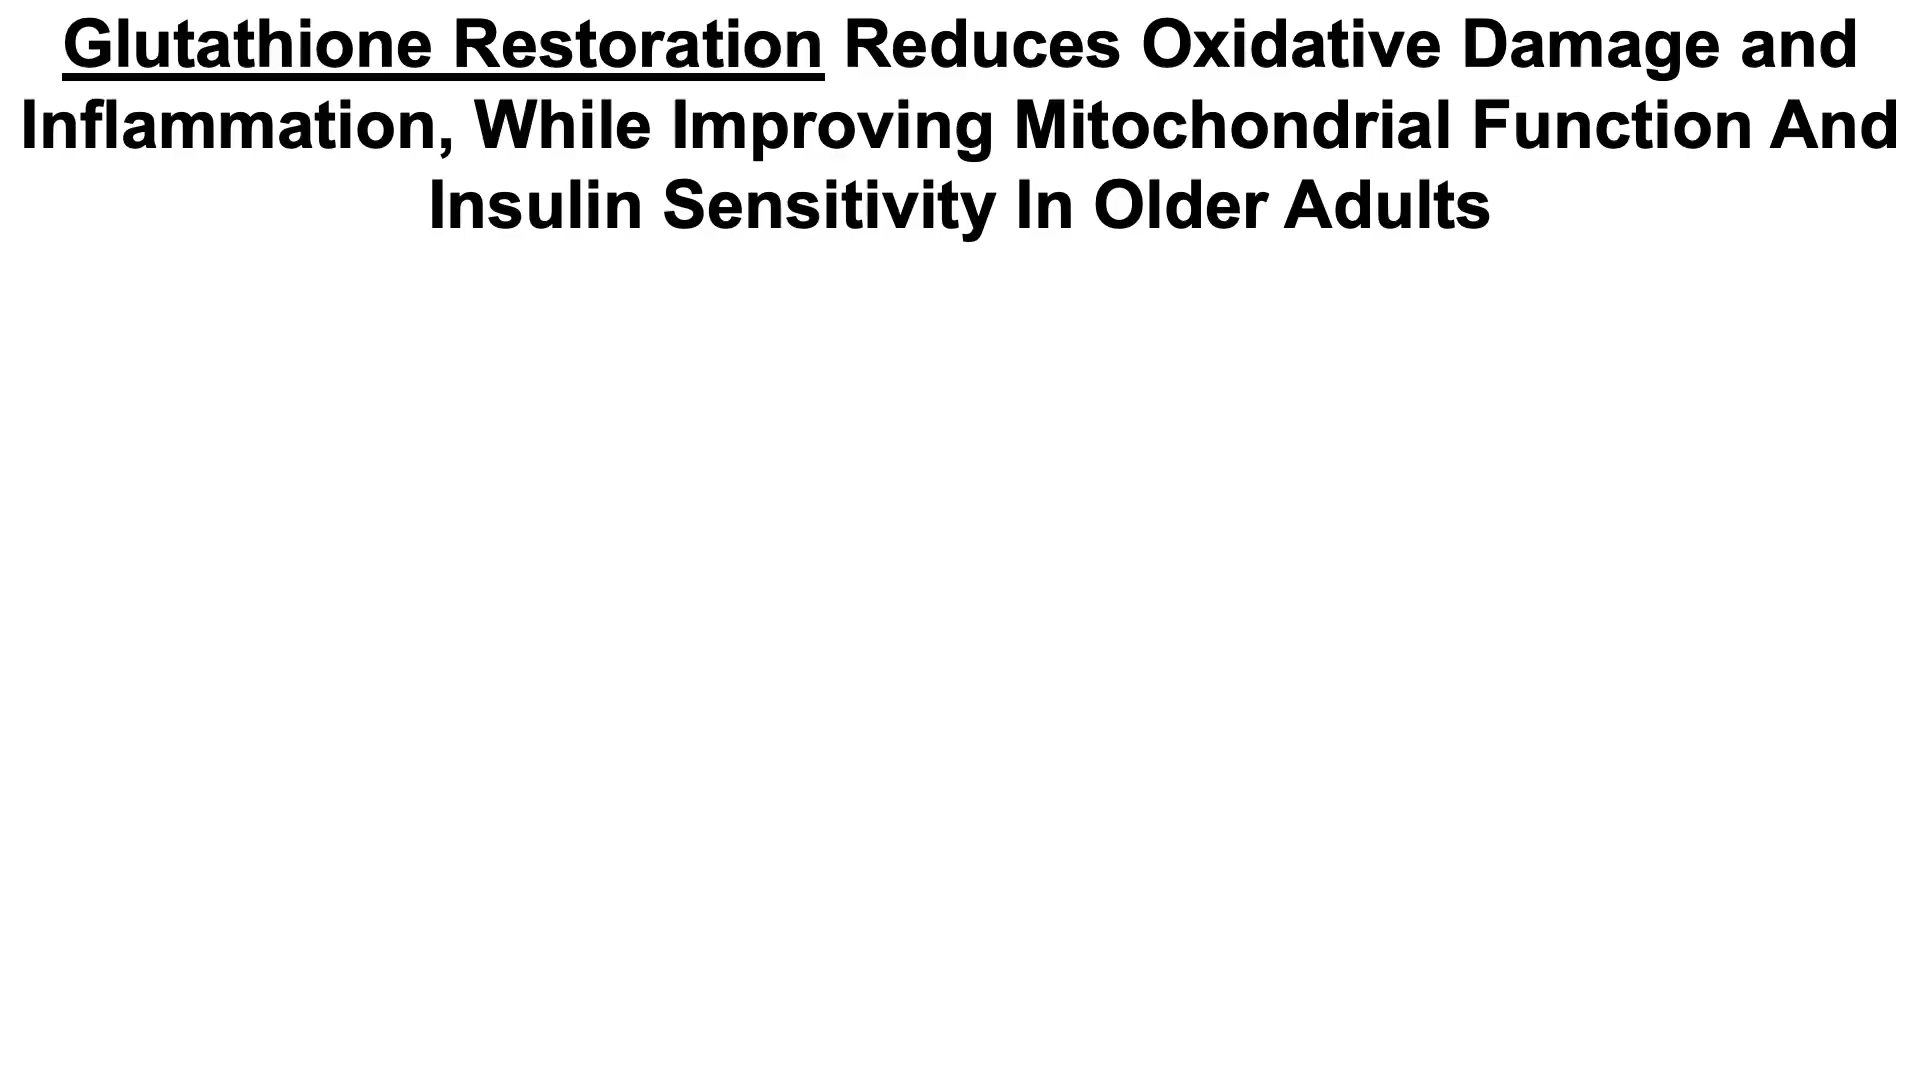 Glutathione Restoration Reduces Oxidative Damage and
Inflammation, While Improving Mitochondrial Function And
Insulin Sensitivity In Older Adults